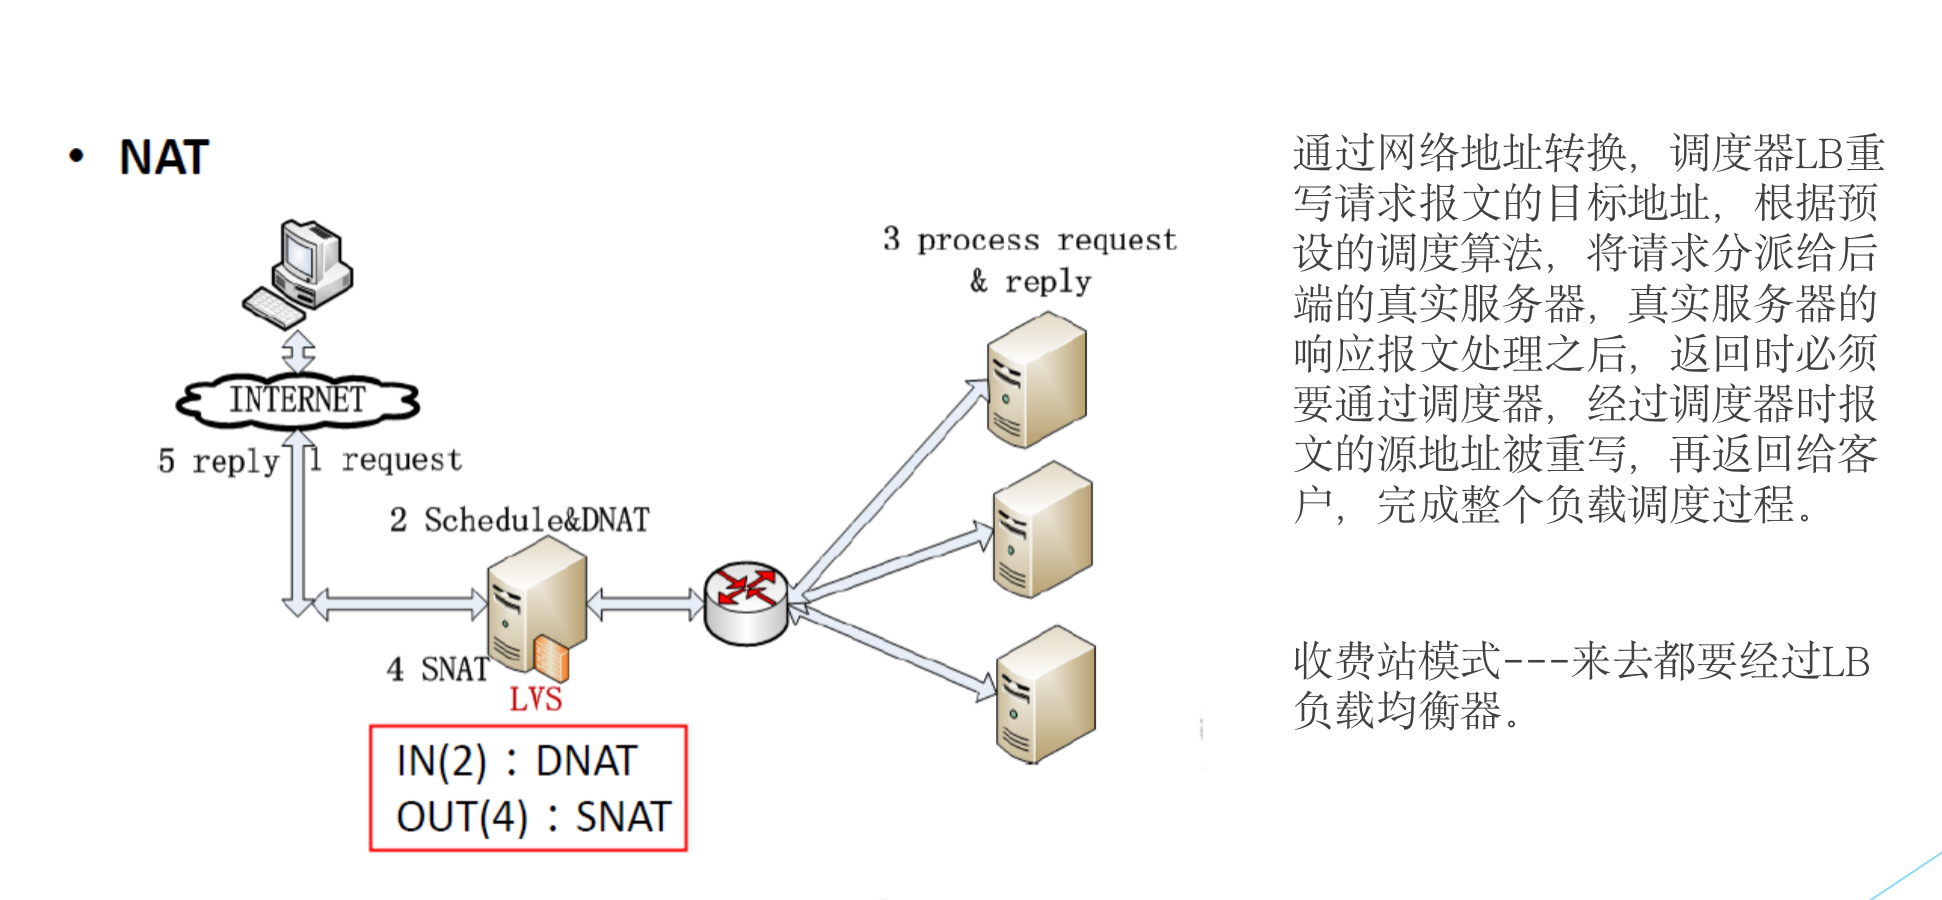 • NAT
3 process request
& reply
INTERNET
5 reply
1 request
2 Schedule&DNAT
4 SNAT
LVS
IN(2)：DNAT
OUT(4)：SNAT
通过网络地址转换，调度器LB重
写请求报文的目标地址，根据预
设的调度算法，将请求分派给后
端的真实服务器，真实服务器的
响应报文处理之后，返回时必须
要通过调度器，经过调度器时报
文的源地址被重写，再返回给客
户，完成整个负载调度过程。
收费站模式---来去都要经过LB
负载均衡器。